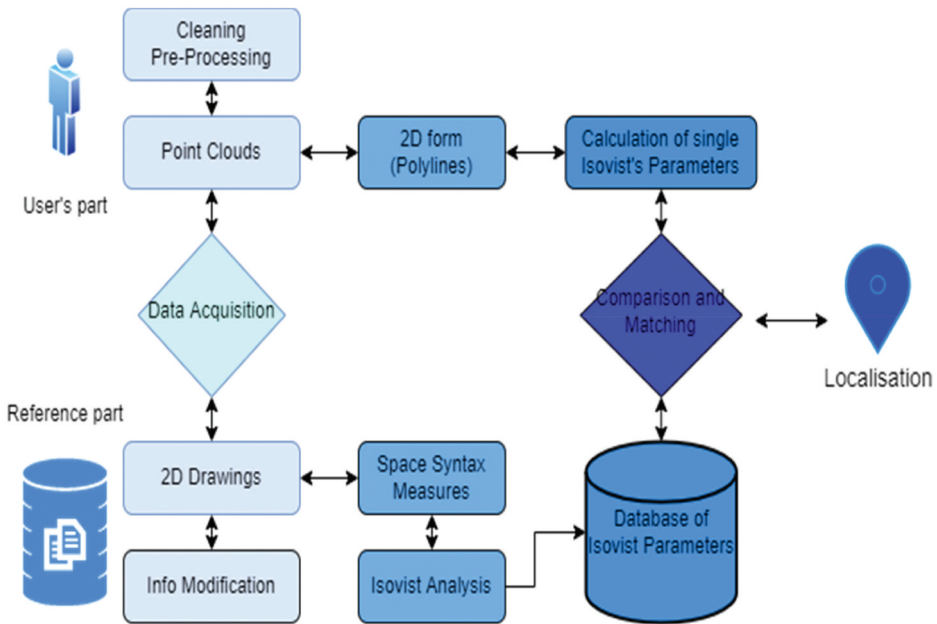 Cleaning
Pre-Processing
Point Clouds
2D form
(Polylines)
Calculation of single
Isovist's Parameters
User's part
Data Acquisition
Comparison and
Matching
Localisation
Reference part
2D Drawings
Space Syntax
Measures
Database of
Isovist Parameters
Info Modification
Isovist Analysis